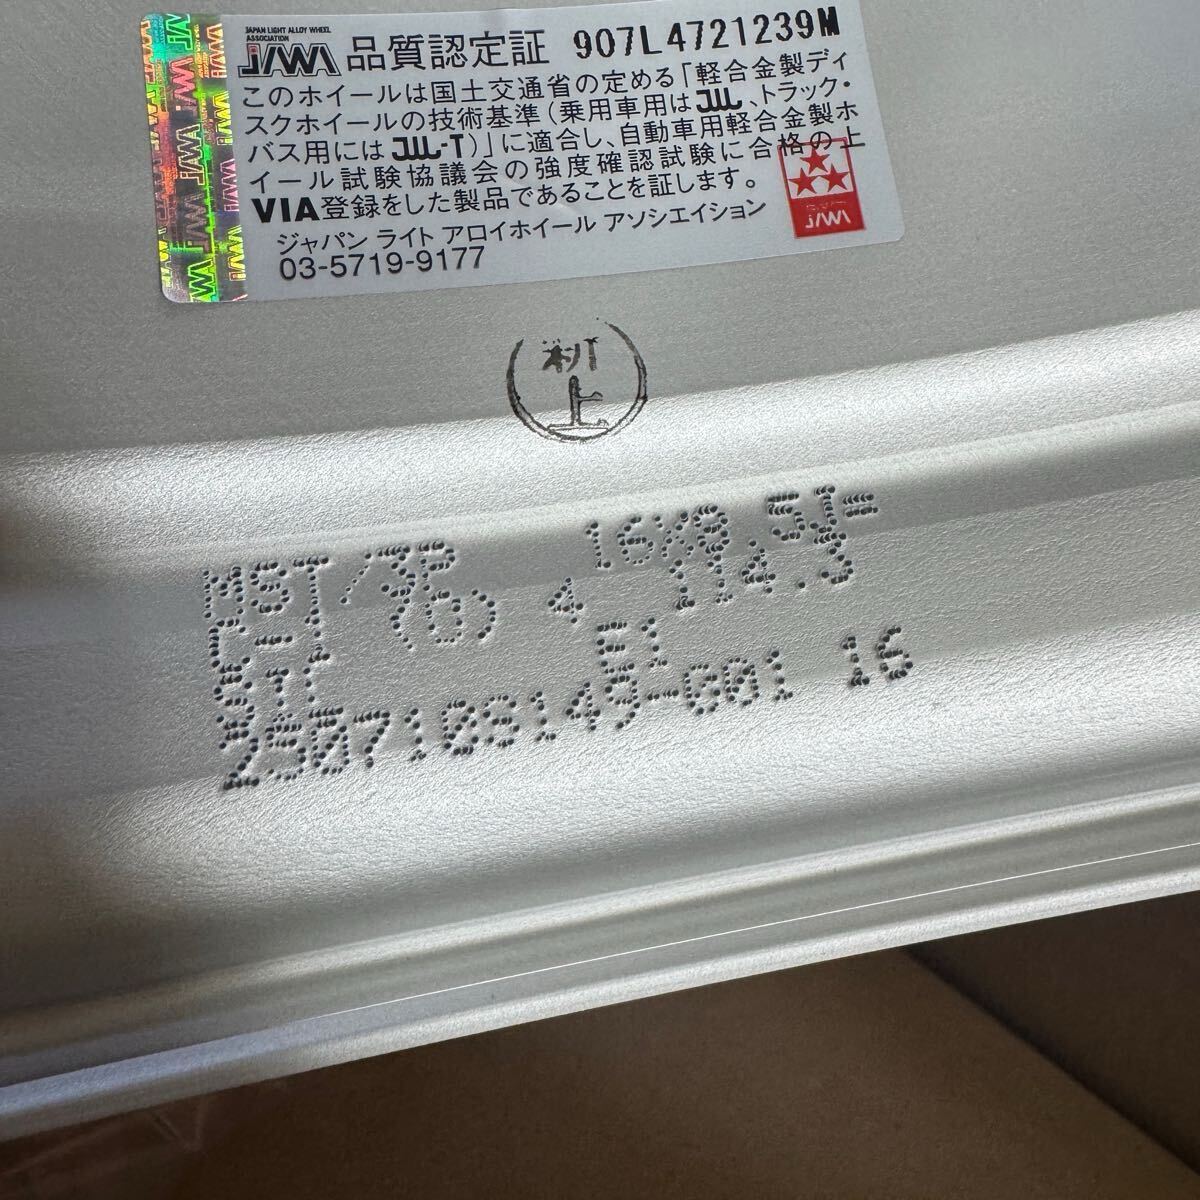 JAPAN LIGHT ALLOY WHEEL
ASSOCIATION
JAWA 品質認定証 907L4721239M
このホイールは国土交通省の定める「軽合金製ディ
スクホイールの技術基準(乗用車用はJWL、トラック・
バス用にはJWL-T)」に適合し、自動車用軽合金製ホ
イール試験協議会の強度確認試験に合格の上
VIA登録をした製品であることを証します。
ジャパン ライト アロイホイール アソシエイション
03-5719-9177
JAWA
上
MST/3P 16X9.5J=
(0) 4 114.3
E1
250710S149-G01 16